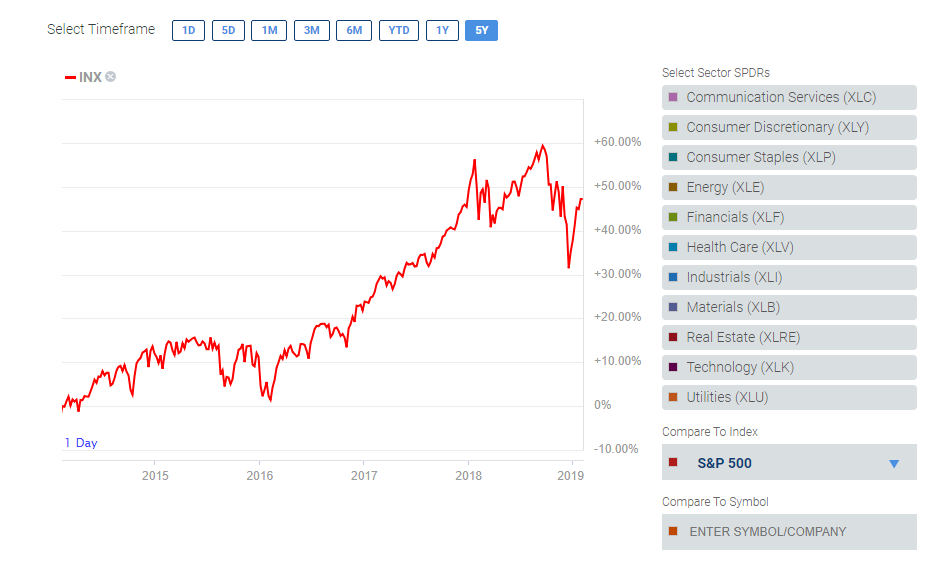 Select Timeframe 1D 5D 1M 3M 6M YTD 1Y 5Y
INX
+60.00%
+50.00%
+40.00%
+30.00%
+20.00%
+10.00%
0%
-10.00%
1 Day
2015 2016 2017 2018 2019
Select Sector SPDRs
Communication Services (XLC)
Consumer Discretionary (XLY)
Consumer Staples (XLP)
Energy (XLE)
Financials (XLF)
Health Care (XLV)
Industrials (XLI)
Materials (XLB)
Real Estate (XLRE)
Technology (XLK)
Utilities (XLU)
Compare To Index
S&P 500
Compare To Symbol
ENTER SYMBOL/COMPANY